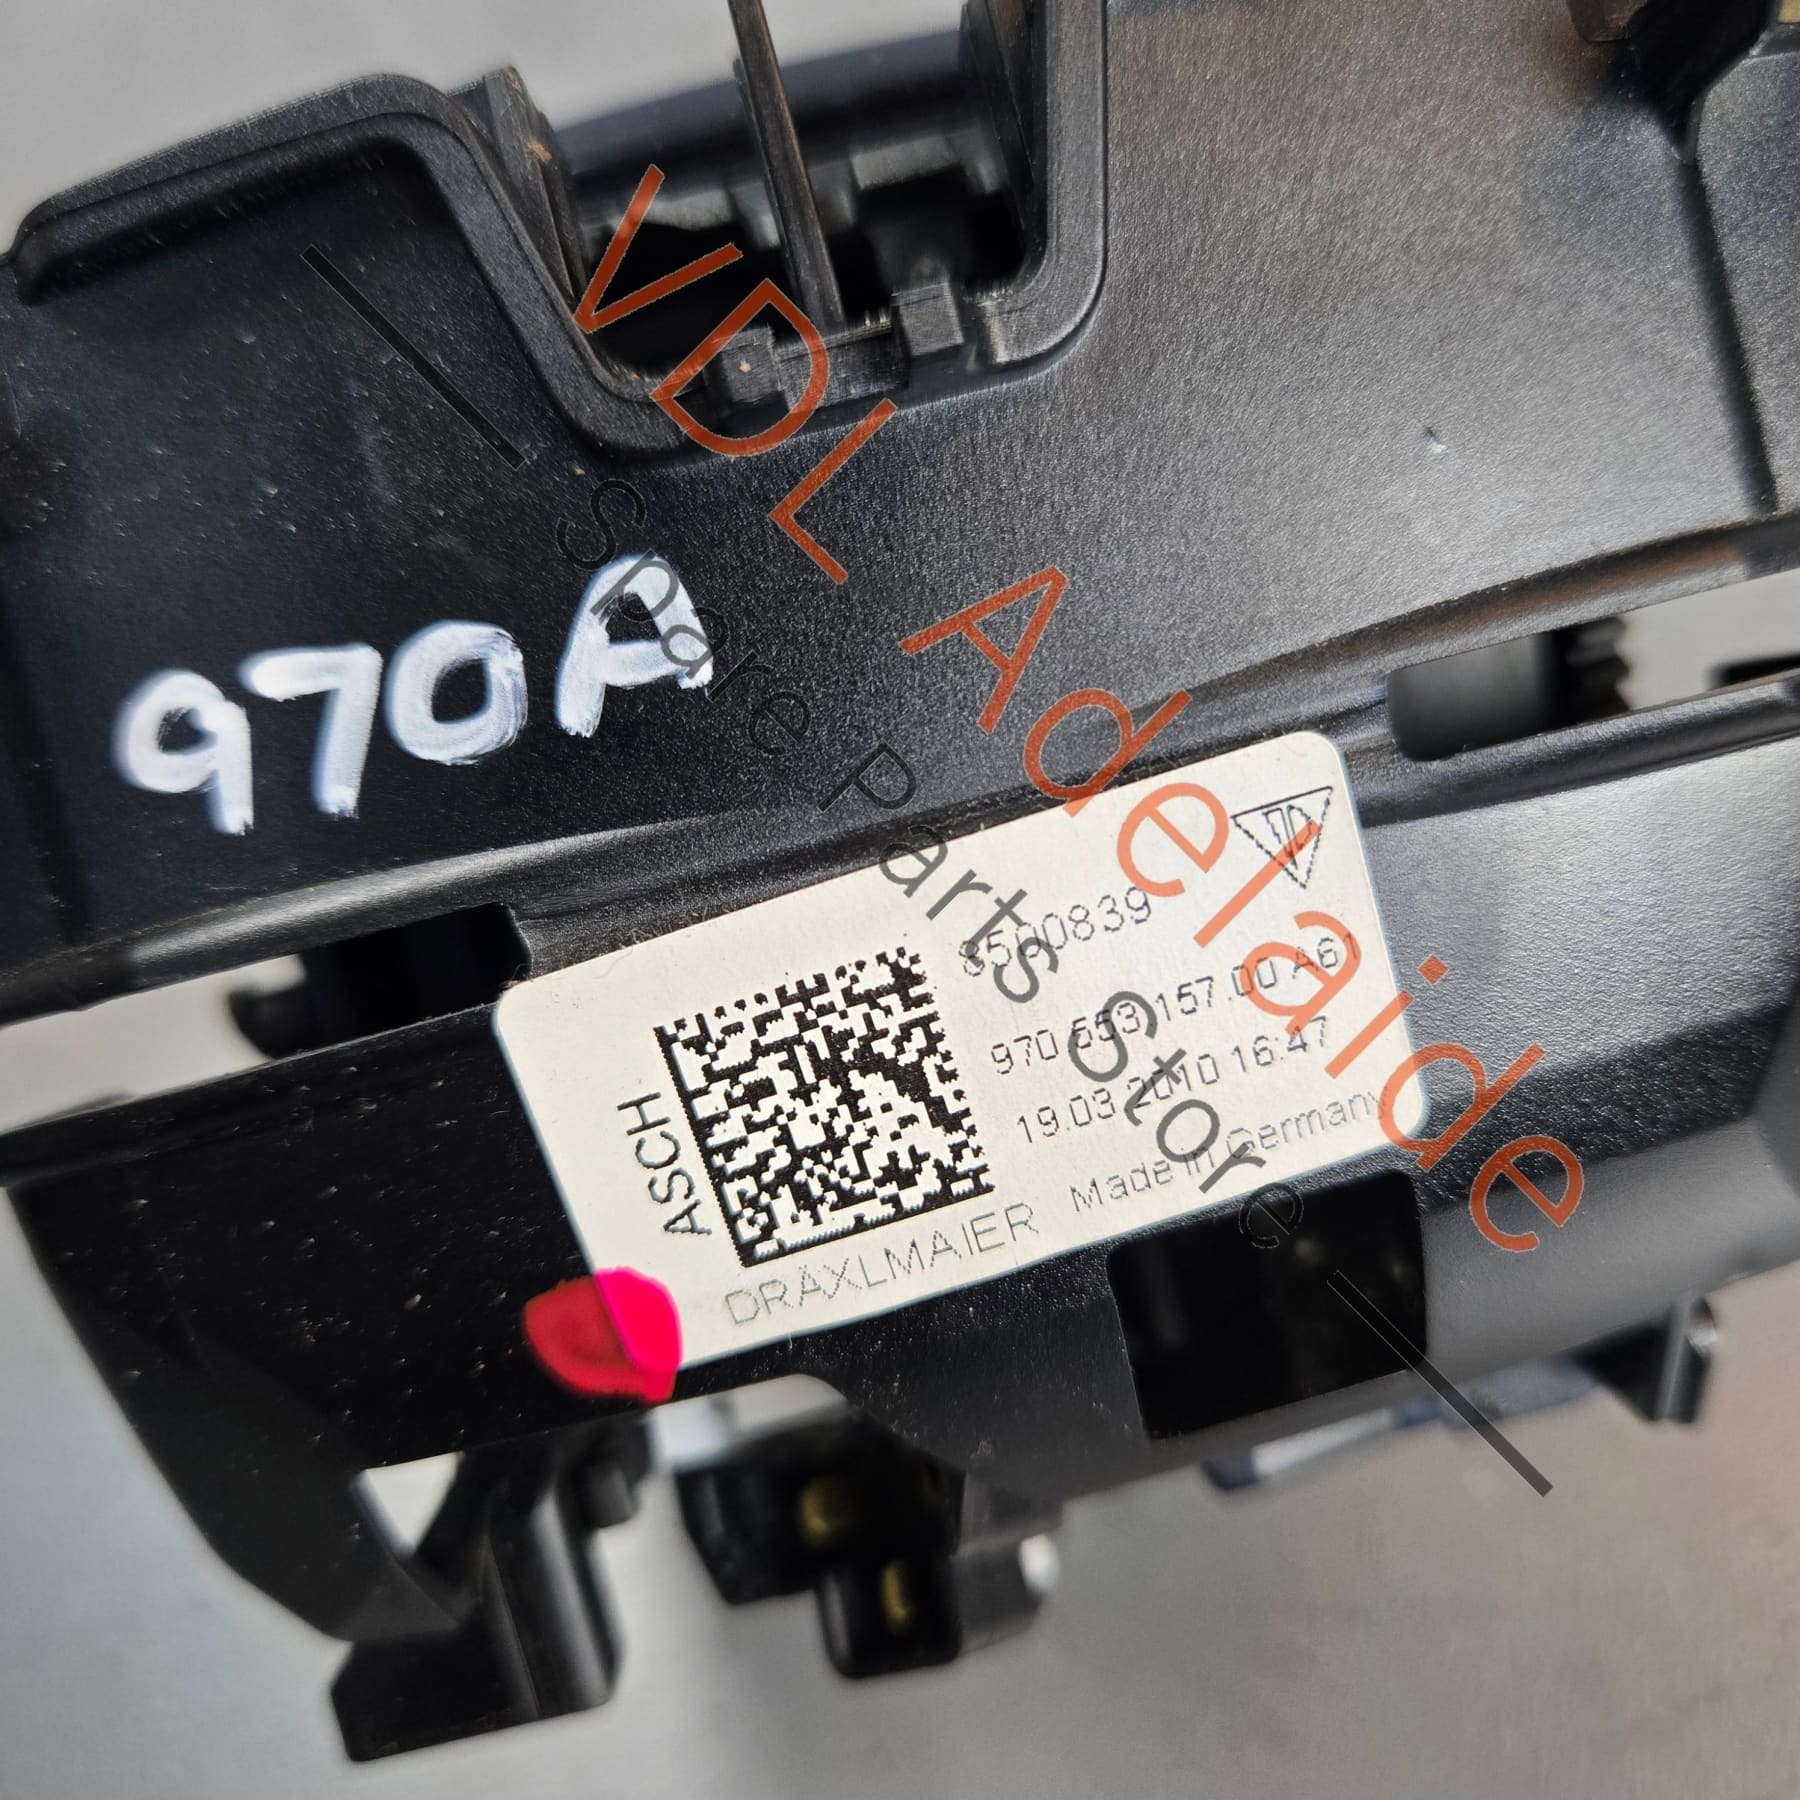 VDL Adelaide
Spare Parts Store
970A
8500839
970.553.157.00 A61
19.03.2010 16:47
Made in Germany
ASCH
DRÄXLMAIER